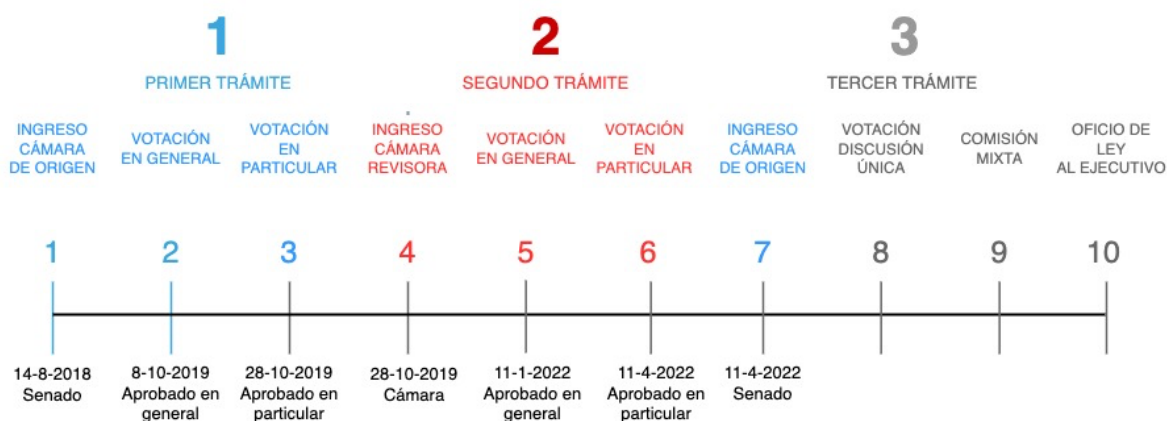 1
2
3
PRIMER TRÁMITE
SEGUNDO TRÁMITE
TERCER TRÁMITE
INGRESO
CÁMARA
DE ORIGEN
VOTACIÓN
EN GENERAL
VOTACIÓN
EN
PARTICULAR
INGRESO
CÁMARA
REVISORA
VOTACIÓN
EN GENERAL
VOTACIÓN
EN
PARTICULAR
INGRESO
CÁMARA
DE ORIGEN
VOTACIÓN
DISCUSIÓN
ÚNICA
COMISIÓN
MIXTA
OFICIO DE
LEY
AL EJECUTIVO
1
2
3
4
5
6
7
8
9
10
14-8-2018
Senado
8-10-2019
Aprobado en
general
28-10-2019
Aprobado en
particular
28-10-2019
Cámara
11-1-2022
Aprobado en
general
11-4-2022
Aprobado en
particular
11-4-2022
Senado